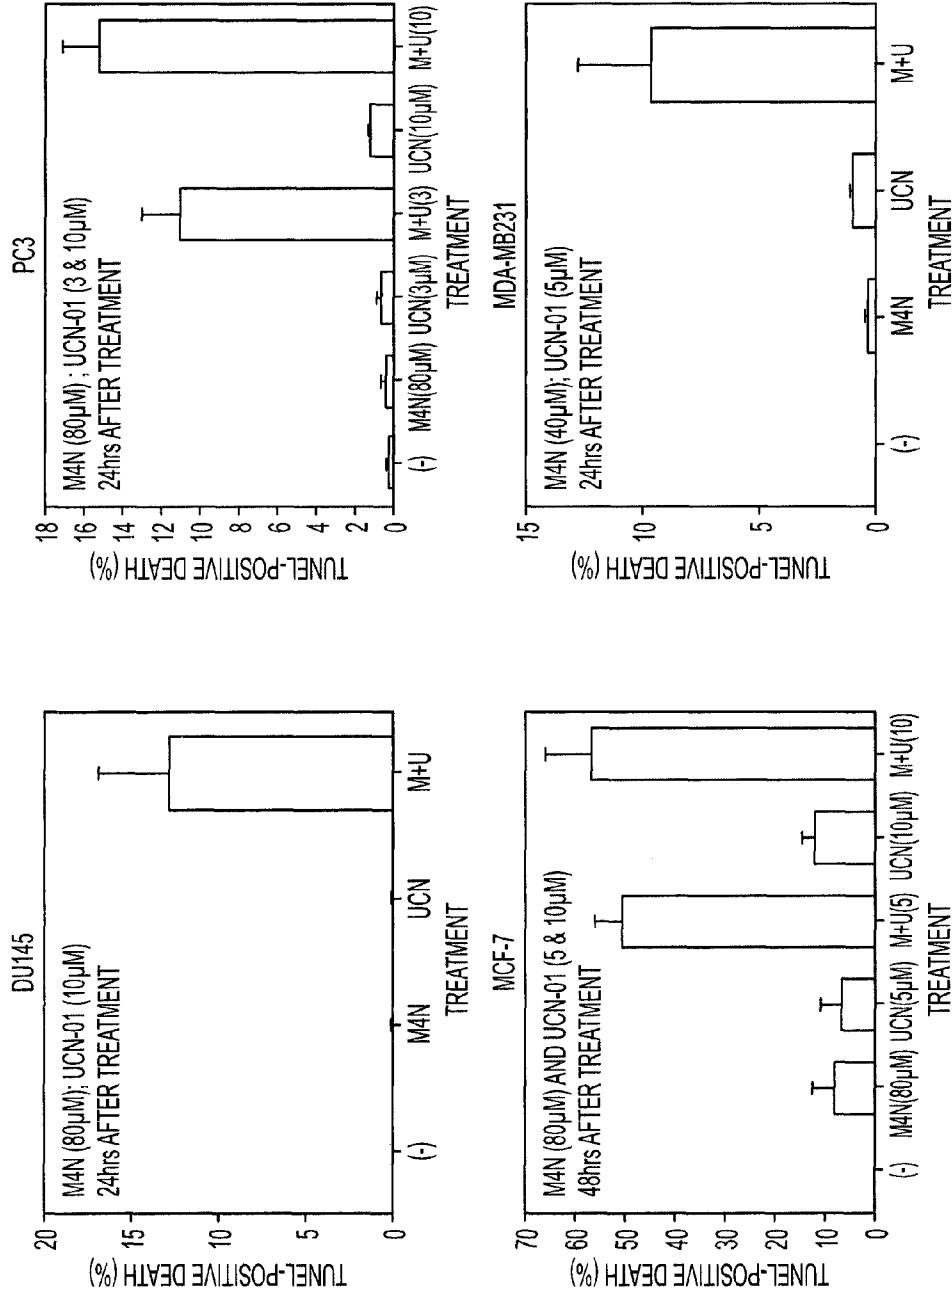 DU145
M4N (80µM); UCN-01 (10µM)
24hrs AFTER TREATMENT
TUNEL-POSITIVE DEATH (%)
20
15
10
5
0
(-)
M4N
UCN
M+U
TREATMENT
PC3
M4N (80µM) ; UCN-01 (3 & 10µM)
24hrs AFTER TREATMENT
TUNEL-POSITIVE DEATH (%)
18
16
14
12
10
8
6
4
2
0
(-)
M4N(80µM)
UCN(3µM)
M+U(3)
UCN(10µM)
M+U(10)
TREATMENT
MCF-7
M4N (80µM) AND UCN-01 (5 & 10µM)
48hrs AFTER TREATMENT
TUNEL-POSITIVE DEATH (%)
70
60
50
40
30
20
10
0
(-)
M4N(80µM)
UCN(5µM)
M+U(5)
UCN(10µM)
M+U(10)
TREATMENT
MDA-MB231
M4N (40µM); UCN-01 (5µM)
24hrs AFTER TREATMENT
TUNEL-POSITIVE DEATH (%)
15
10
5
0
(-)
M4N
UCN
M+U
TREATMENT